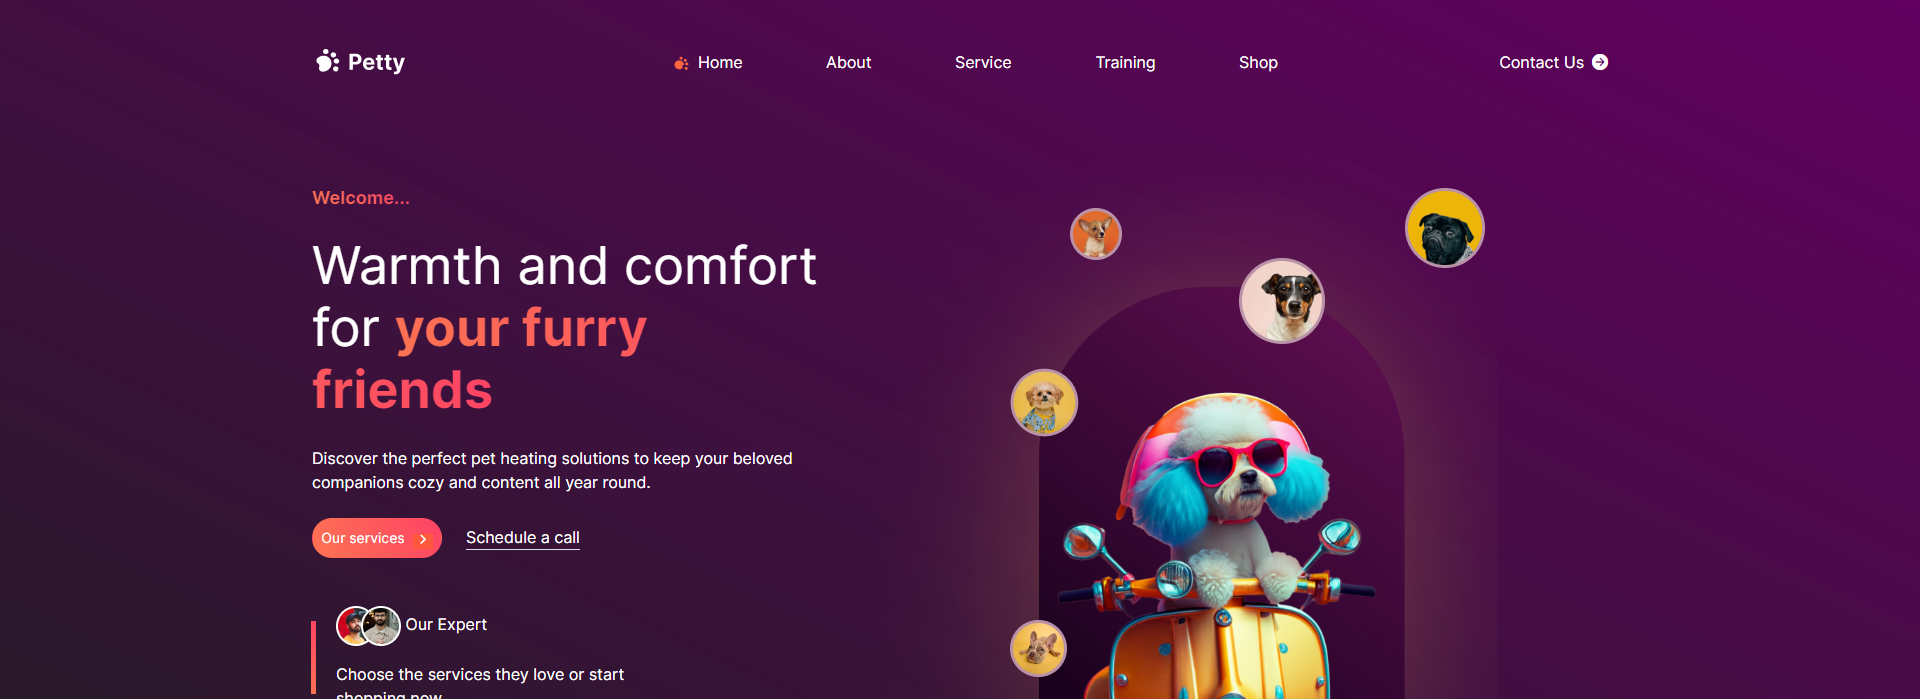 Petty
Home
About
Service
Training
Shop
Contact Us
Welcome...
Warmth and comfort
for your furry
friends
Discover the perfect pet heating solutions to keep your beloved
companions cozy and content all year round.
Our services
Schedule a call
Our Expert
Choose the services they love or start
shopping now